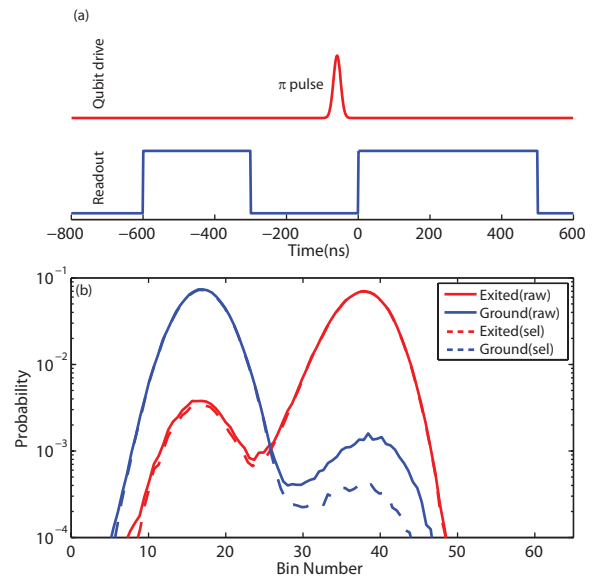 (a)
Qubit drive
π pulse
Readout
−800 −600 −400 −200 0 200 400 600
Time(ns)
10⁻¹
(b)
Exited(raw)
Ground(raw)
Exited(sel)
Ground(sel)
10⁻²
Probability
10⁻³
10⁻⁴
0 10 20 30 40 50 60
Bin Number